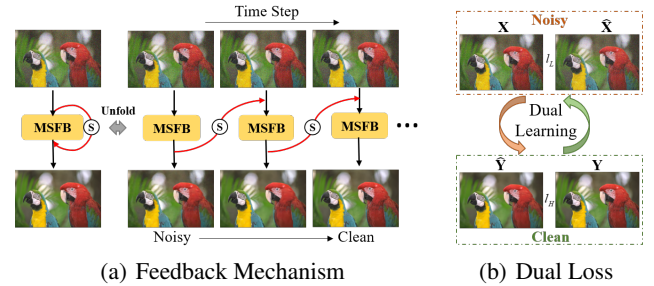 Time Step
Unfold
MSFB
S
MSFB
S
MSFB
S
MSFB
...
Noisy
Clean
(a) Feedback Mechanism
Noisy
X
X̂
l_L
Dual
Learning
Ŷ
Y
l_H
Clean
(b) Dual Loss